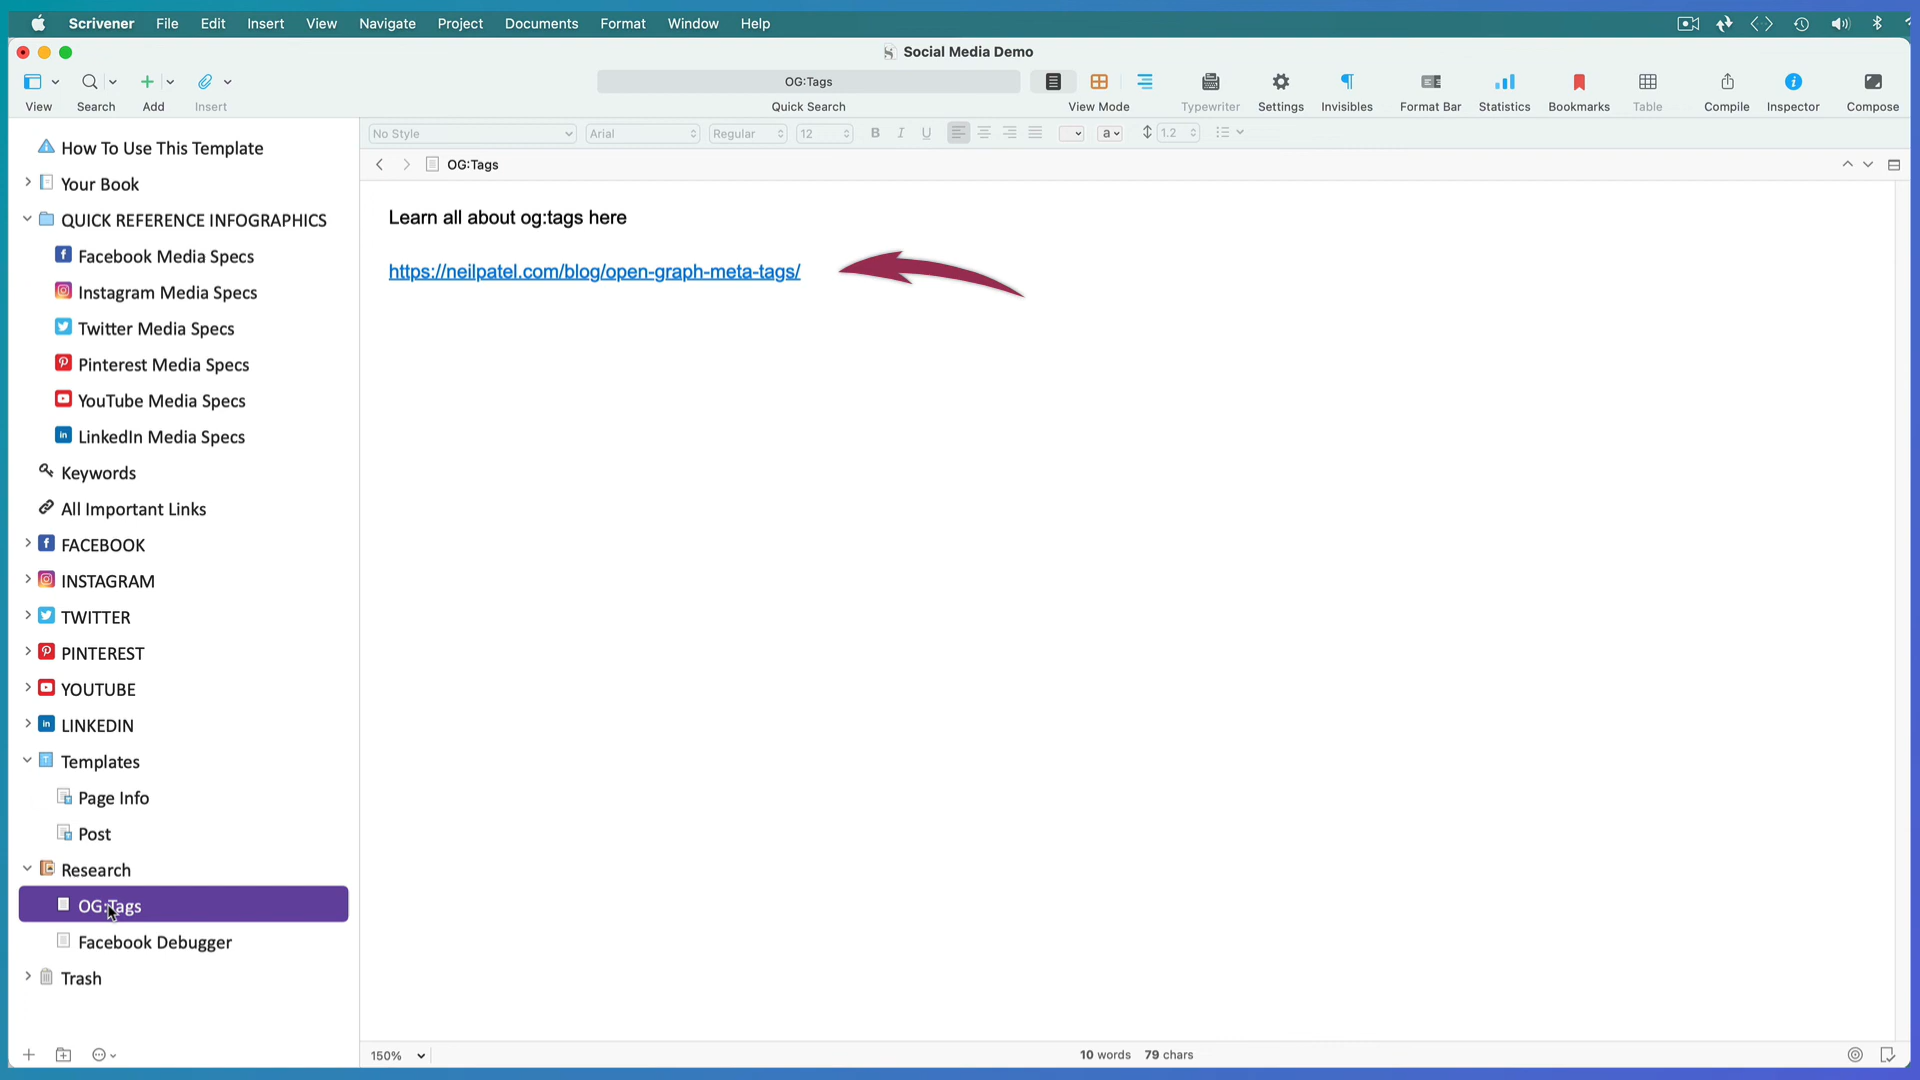 Scrivener File Edit Insert View Navigate Project Documents Format Window Help
Social Media Demo
OG:Tags
View Search Add Insert Quick Search View Mode Typewriter Settings Invisibles Format Bar Statistics Bookmarks Table Compile Inspector Compose
No Style Arial Regular 12 B I U a 1.2
OG:Tags
How To Use This Template
Your Book
QUICK REFERENCE INFOGRAPHICS
Facebook Media Specs
Instagram Media Specs
Twitter Media Specs
Pinterest Media Specs
YouTube Media Specs
LinkedIn Media Specs
Keywords
All Important Links
FACEBOOK
INSTAGRAM
TWITTER
PINTEREST
YOUTUBE
LINKEDIN
Templates
Page Info
Post
Research
OG:Tags
Facebook Debugger
Trash
Learn all about og:tags here
https://neilpatel.com/blog/open-graph-meta-tags/
150% 10 words 79 chars